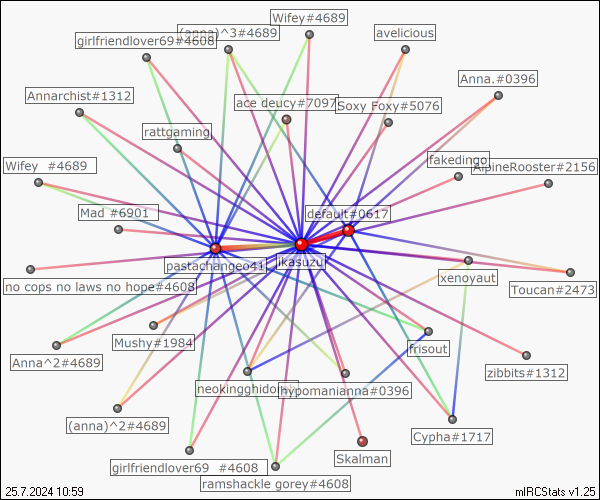 Wifey#4689
(anna)^3#4689
girlfriendlover69#4608
avelicious
Anna.#0396
Annarchist#1312
ace deucy#7097
Soxy Foxy#5076
rattgaming
fakedingo
AlpineRooster#2156
Wifey #4689
Mad #6901
default#0617
pastachangeo41
ikasuzu
xenoyaut
no cops no laws no hope#4608
Toucan#2473
Mushy#1984
frisout
Anna^2#4689
zibbits#1312
hypomanianna#0396
(anna)^2#4689
Cypha#1717
Skalman
girlfriendlover69 #4608
ramshackle gorey#4608
25.7.2024 10:59
mIRCStats v1.25